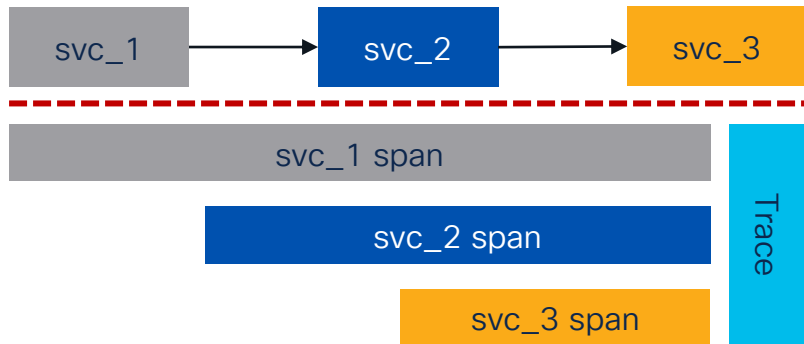 svc_1
svc_2
svc_3
svc_1 span
svc_2 span
svc_3 span
Trace